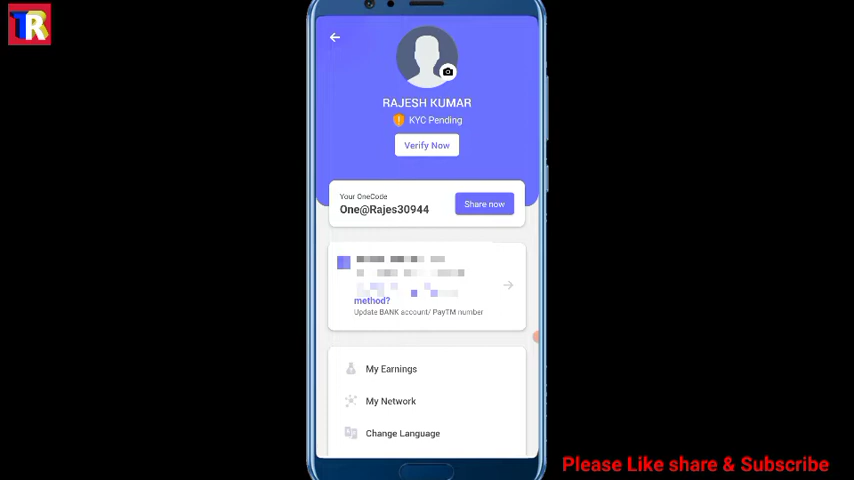 TR
RAJESH KUMAR
KYC Pending
Verify Now
Your OneCode
One@Rajes30944
Share now
method?
Update BANK account/ PayTM number
My Earnings
My Network
Change Language
Please Like share & Subscribe